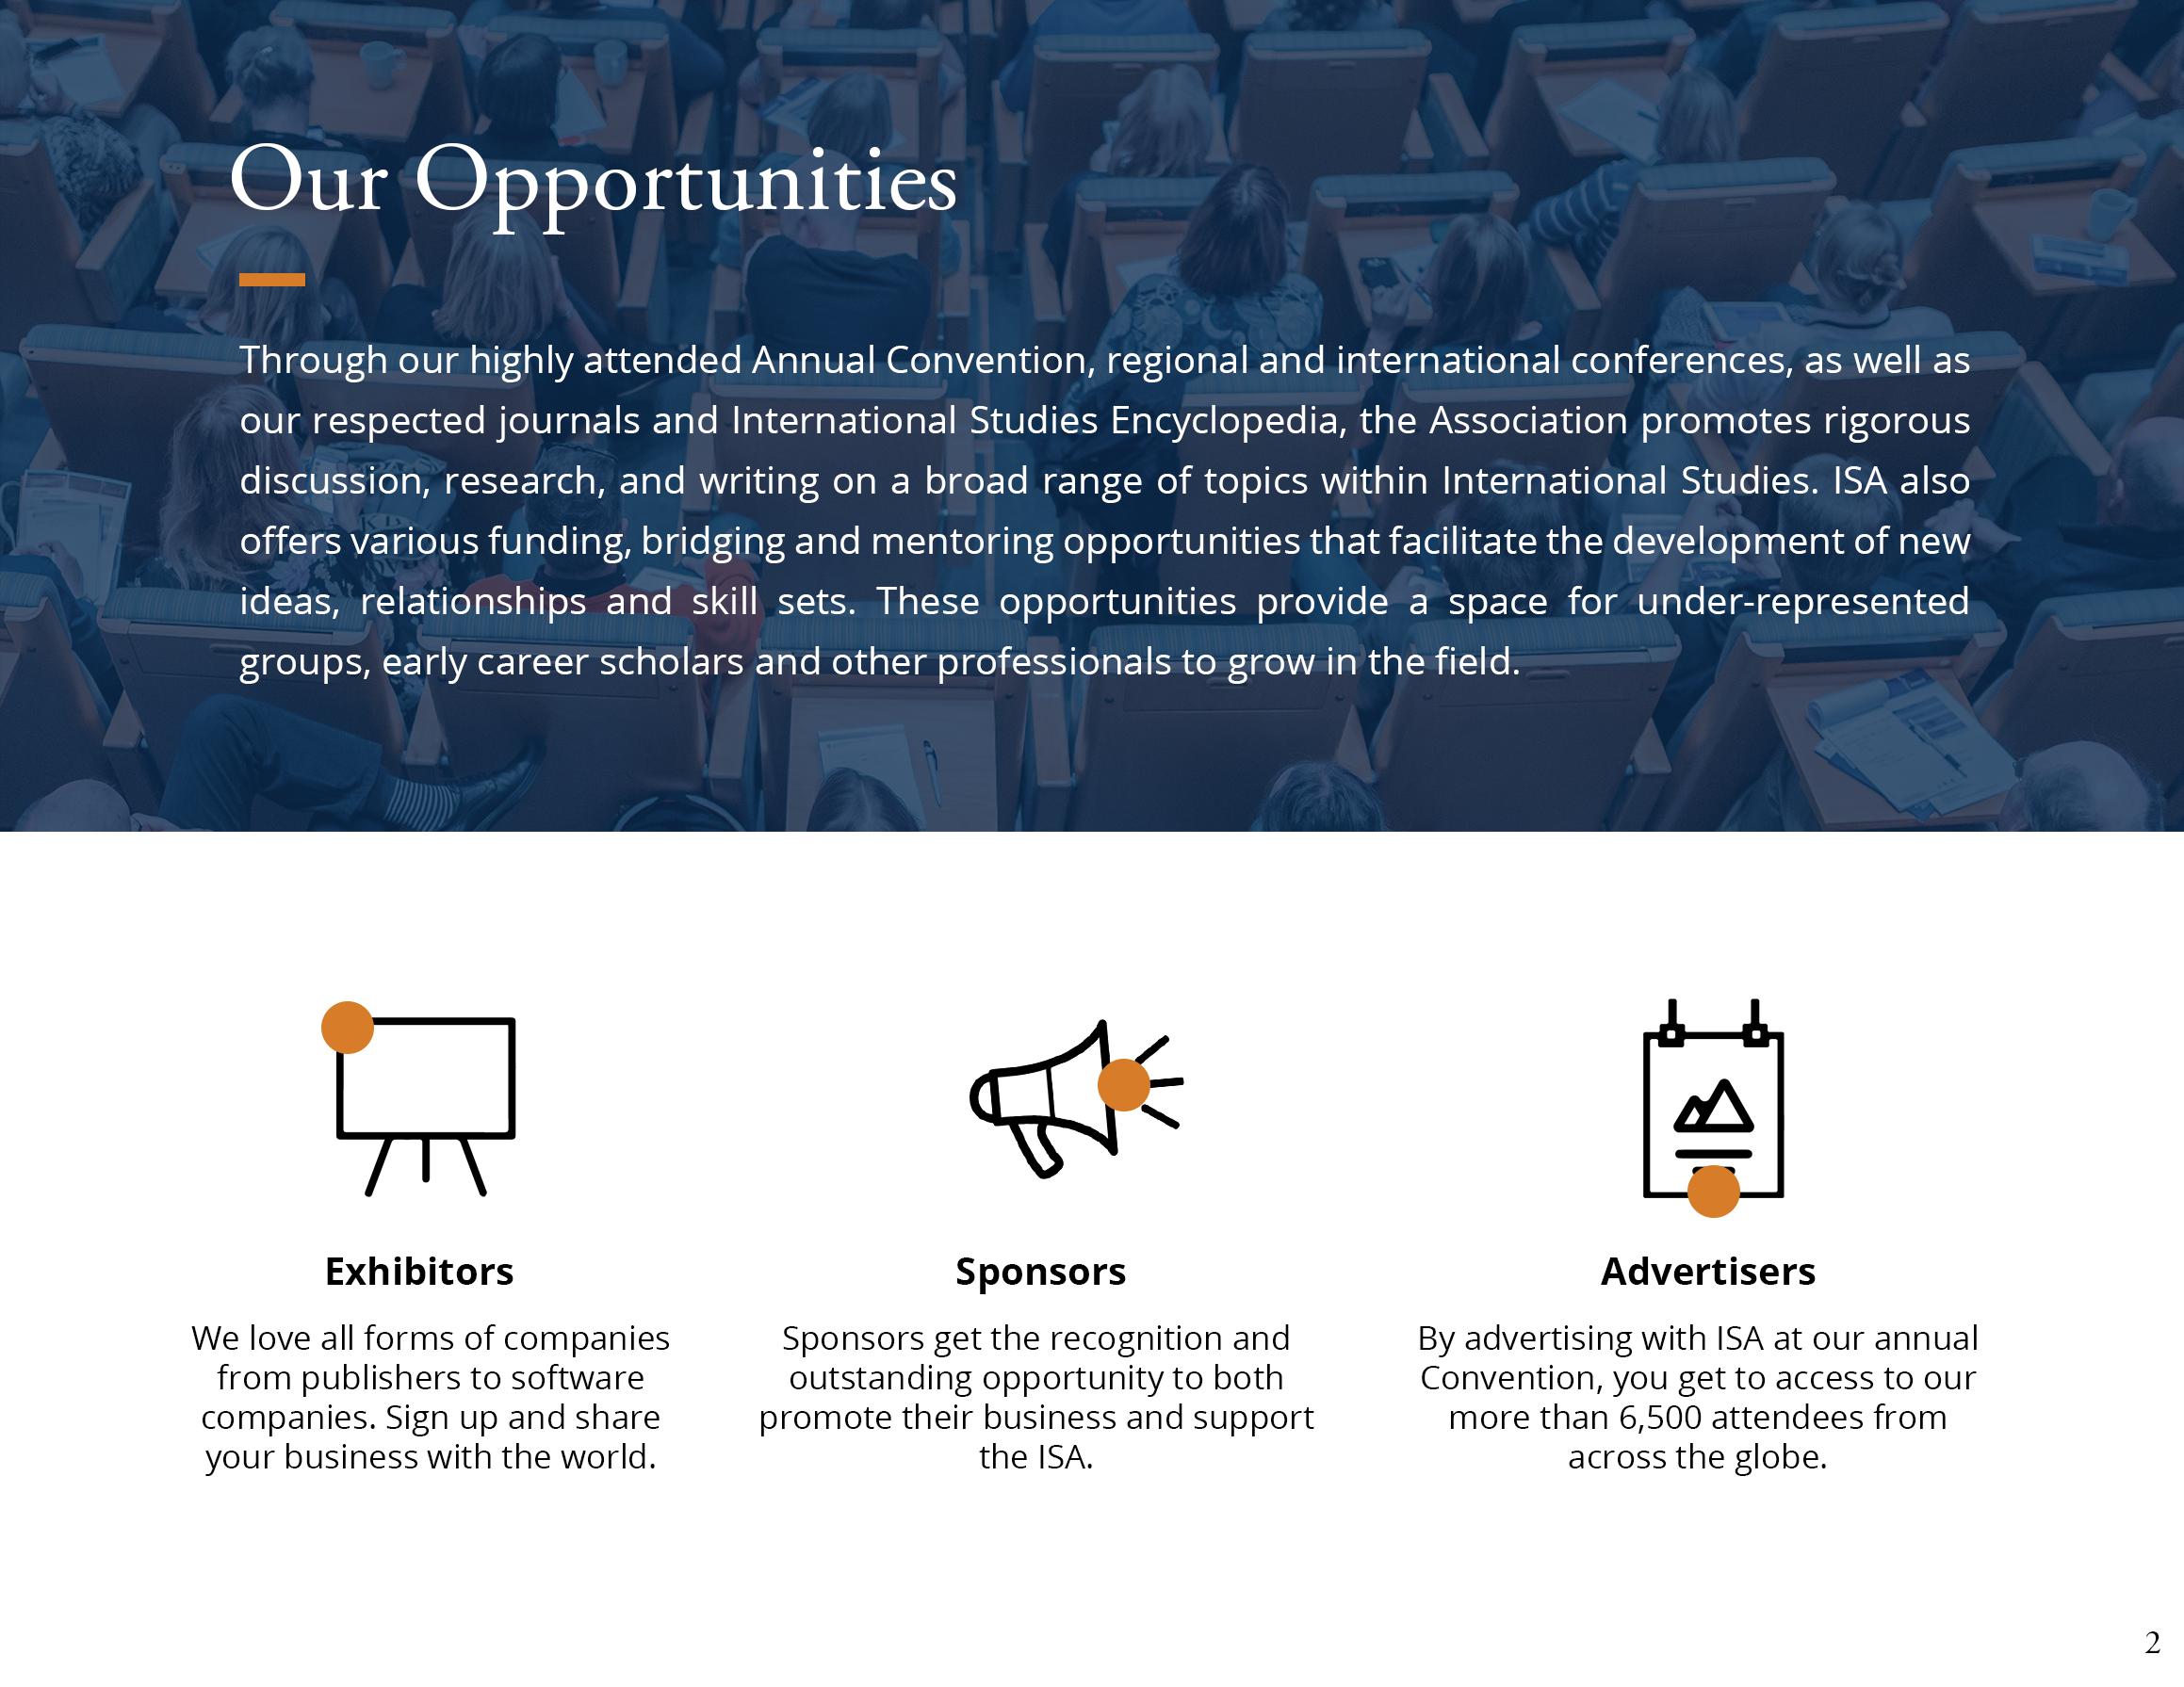 Our Opportunities
Through our highly attended Annual Convention, regional and international conferences, as well as
our respected journals and International Studies Encyclopedia, the Association promotes rigorous
discussion, research, and writing on a broad range of topics within International Studies. ISA also
offers various funding, bridging and mentoring opportunities that facilitate the development of new
ideas, relationships and skill sets. These opportunities provide a space for under-represented
groups, early career scholars and other professionals to grow in the field.
Exhibitors
We love all forms of companies
from publishers to software
companies. Sign up and share
your business with the world.
Sponsors
Sponsors get the recognition and
outstanding opportunity to both
promote their business and support
the ISA.
Advertisers
By advertising with ISA at our annual
Convention, you get to access to our
more than 6,500 attendees from
across the globe.
2